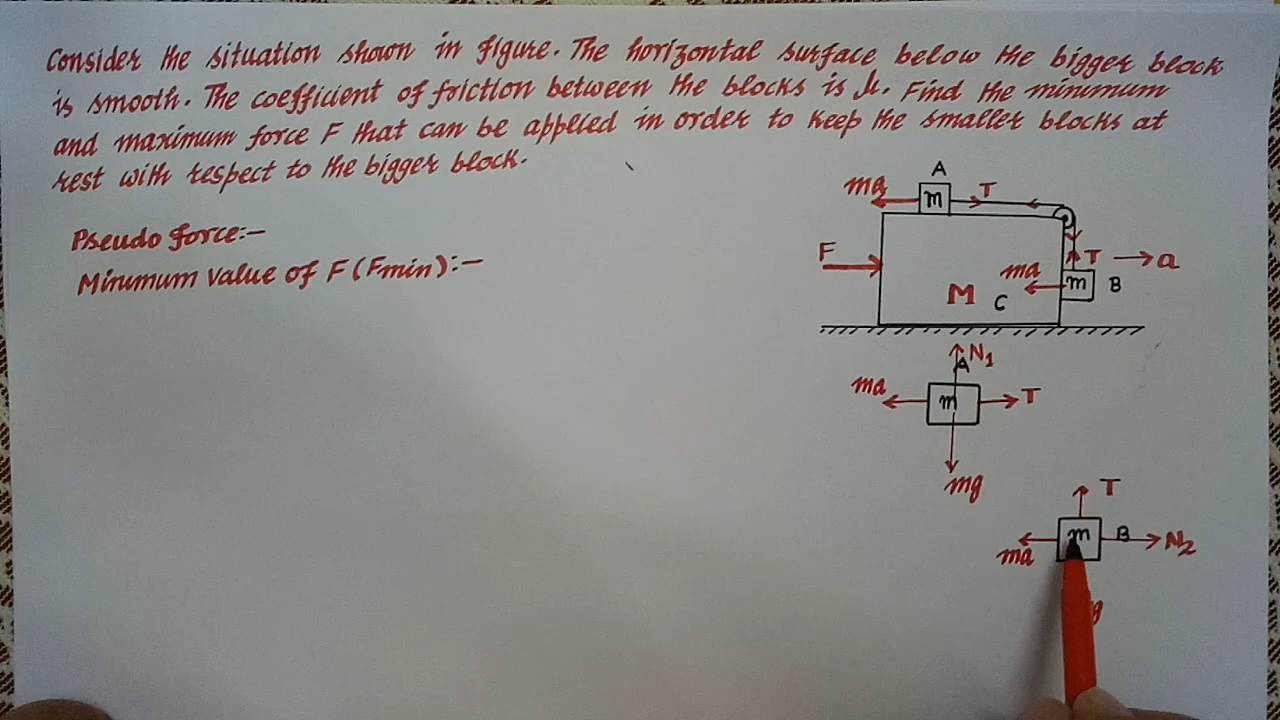 Consider the situation shown in figure. The horizontal surface below the bigger block
is smooth. The coefficient of friction between the blocks is μ. Find the minimum
and maximum force F that can be applied in order to keep the smaller blocks at
rest with respect to the bigger block.
Pseudo force:-
Minimum value of F (Fmin):-
A
ma
m
T
F
T
a
ma
m
B
M
C
N1
A
ma
m
T
mg
T
ma
m
B
N2